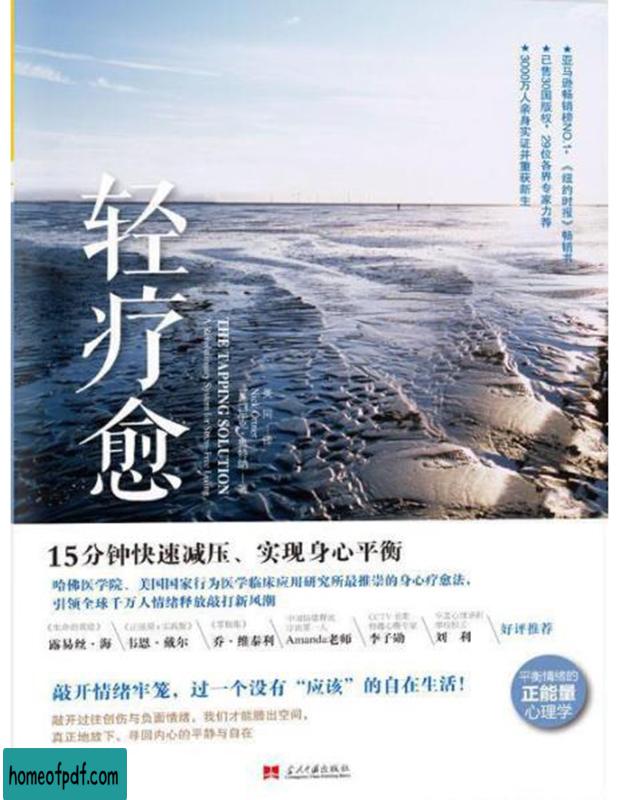 ★亚马逊畅销榜NO.1·《纽约时报》畅销书
★已售30国版权·29位各界专家力荐
★3000万人亲身实证并重获新生
轻疗愈
THE TAPPING SOLUTION
Nick Ortner
15分钟快速减压、实现身心平衡
哈佛医学院、美国国家行为医学临床应用研究所最推崇的身心疗愈法，
引领全球千万人情绪释放敲打新风潮
露易丝·海
韦恩·戴尔
乔·维泰利
Amanda老师
李子勋
刘 利
好评推荐
平衡情绪的
正能量
心理学
敲开情绪牢笼，过一个没有“应该”的自在生活！
敲开过往创伤与负面情绪，我们才能腾出空间，
真正地放下、寻回内心的平静与自在
当代中国出版社
homeofpdf.com